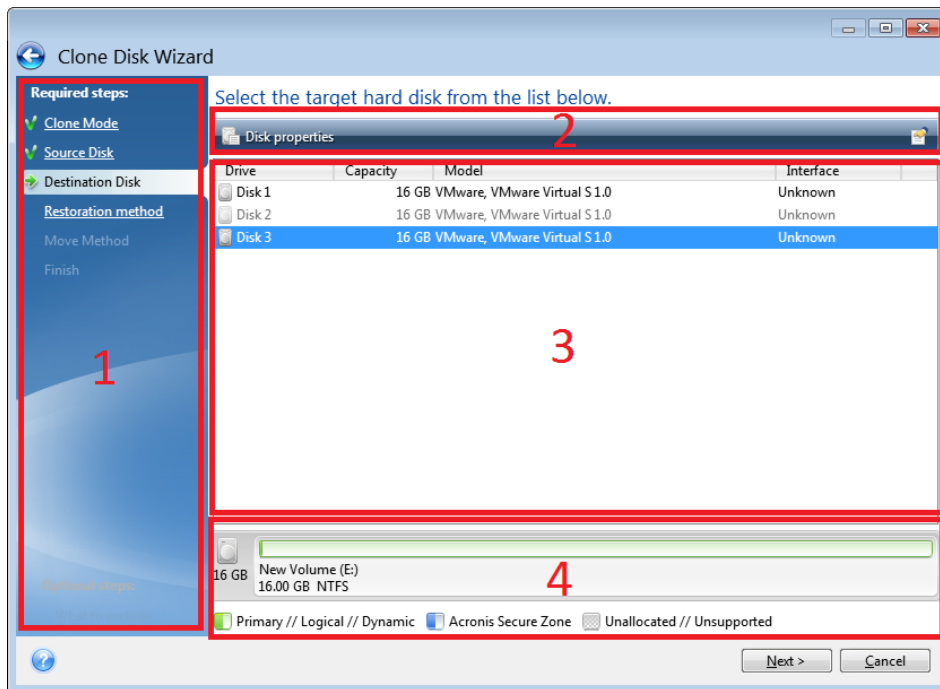 Clone Disk Wizard
Required steps:
Clone Mode
Source Disk
Destination Disk
Restoration method
Move Method
Finish
1
Select the target hard disk from the list below.
Disk properties
2
Drive Capacity Model Interface
Disk 1 16 GB VMware, VMware Virtual S 1.0 Unknown
Disk 2 16 GB VMware, VMware Virtual S 1.0 Unknown
Disk 3 16 GB VMware, VMware Virtual S 1.0 Unknown
3
16 GB
New Volume (E:)
16.00 GB NTFS
4
Primary // Logical // Dynamic Acronis Secure Zone Unallocated // Unsupported
Next > Cancel